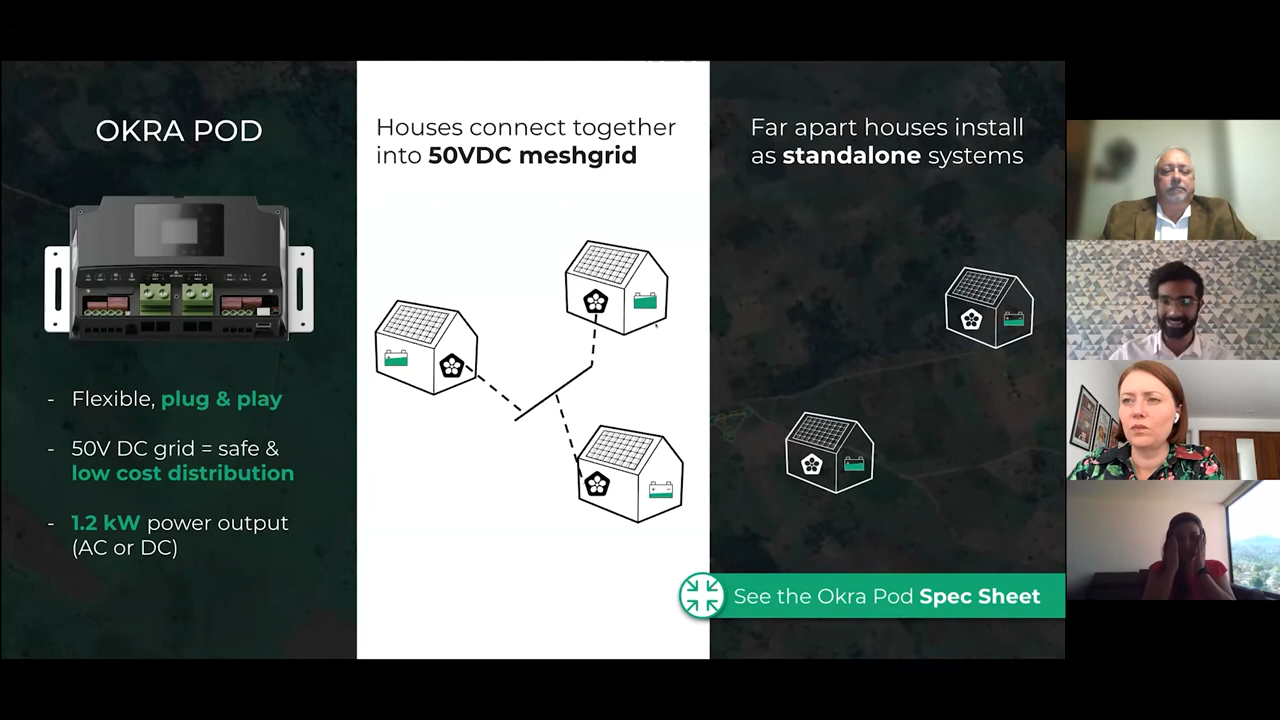 OKRA POD
- Flexible, plug & play
- 50V DC grid = safe &
low cost distribution
- 1.2 kW power output
(AC or DC)
Houses connect together
into 50VDC meshgrid
Far apart houses install
as standalone systems
See the Okra Pod Spec Sheet